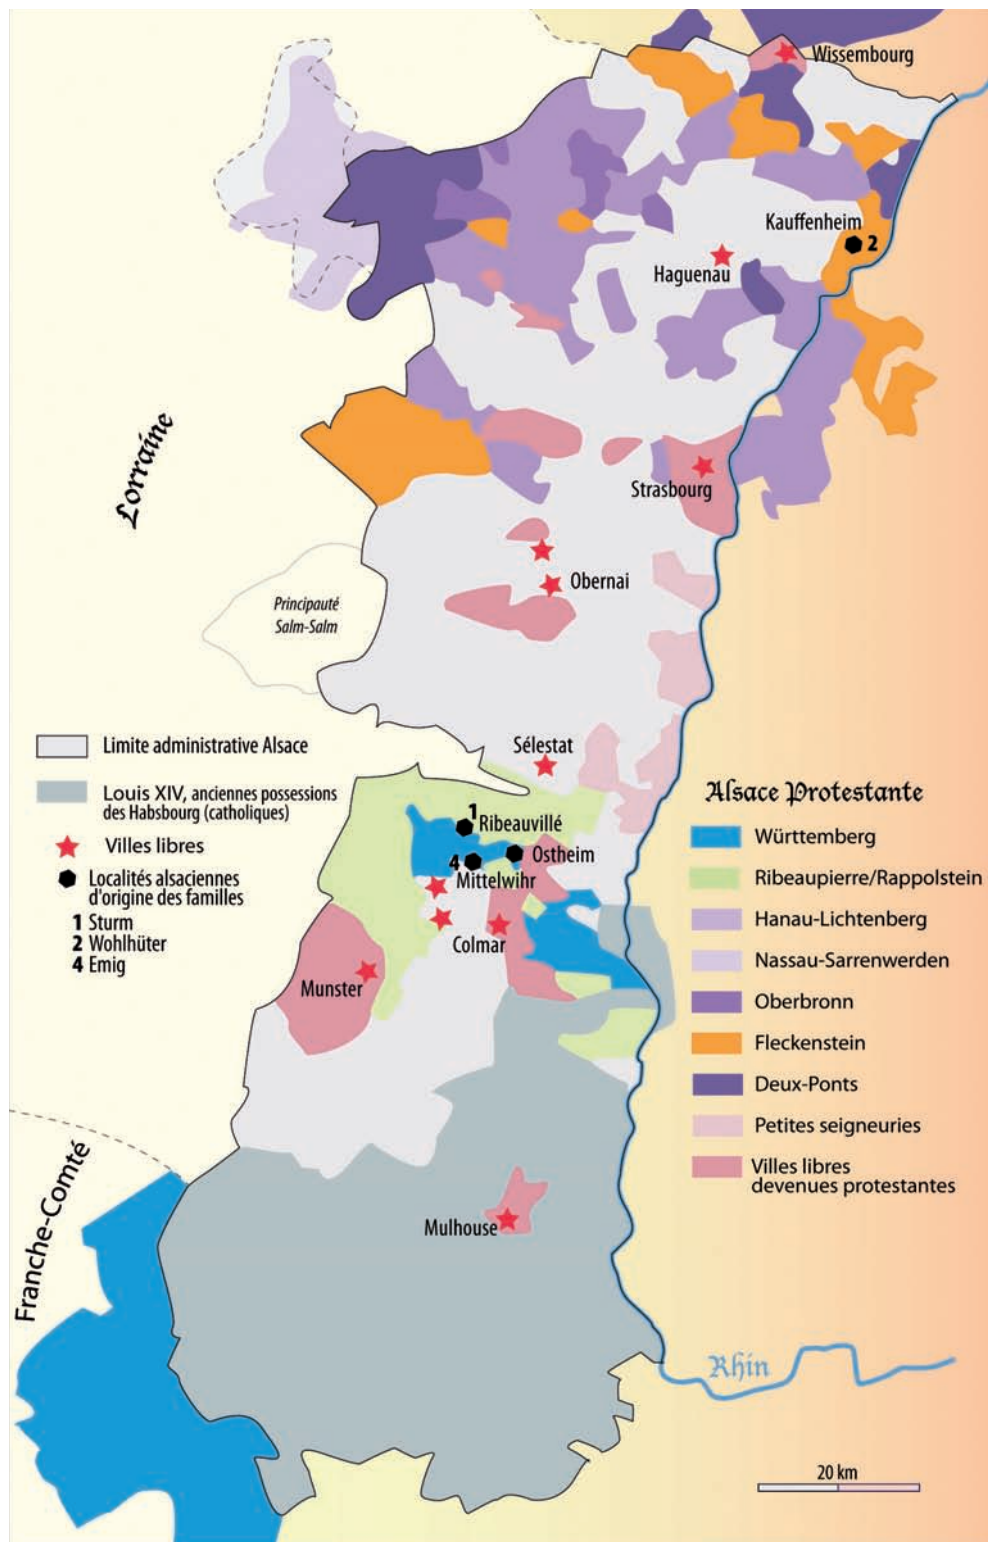 Wissembourg
Kauffenheim
2
Haguenau
Lorraine
Strasbourg
Obernai
Principauté
Salm-Salm
Sélestat
Limite administrative Alsace
Louis XIV, anciennes possessions
des Habsbourg (catholiques)
Villes libres
Localités alsaciennes
d'origine des familles
1 Sturm
2 Wohlhüter
4 Emig
1
Ribeauvillé
Ostheim
4
Mittelwihr
Colmar
Munster
Alsace Protestante
Württemberg
Ribeaupierre/Rappolstein
Hanau-Lichtenberg
Nassau-Sarrenwerden
Oberbronn
Fleckenstein
Deux-Ponts
Petites seigneuries
Villes libres
devenues protestantes
Franche-Comté
Mulhouse
Rhin
20 km